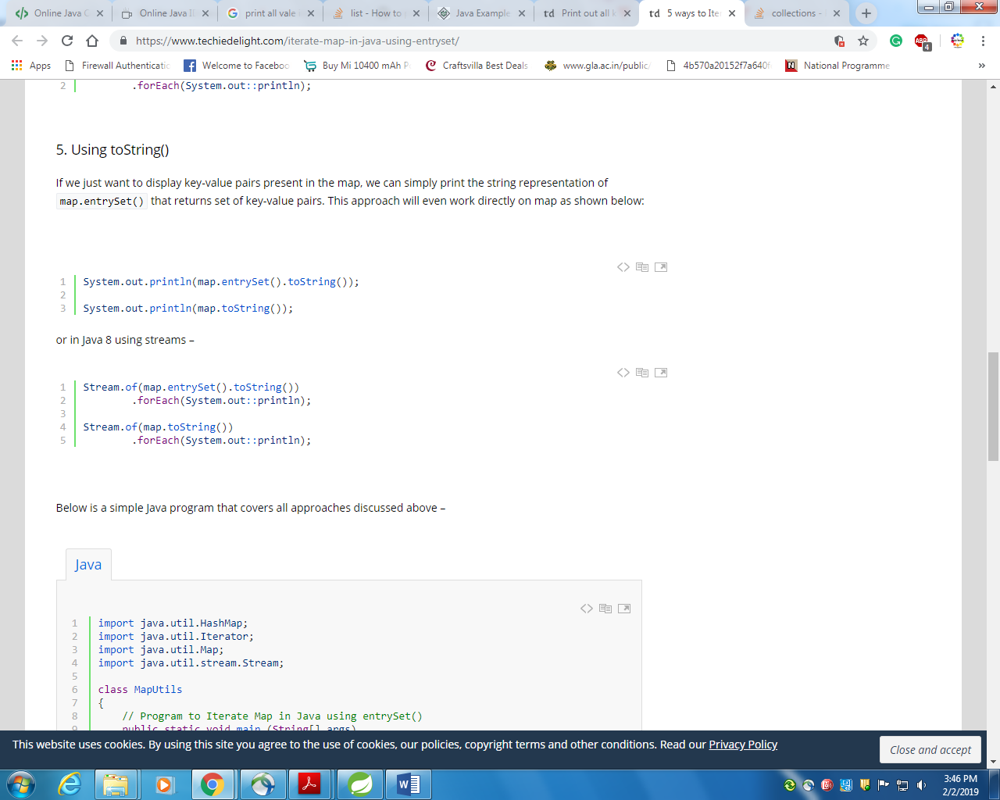 Online Java C
Online Java II
print all vale i
list - How to
Java Example
td Print out all k
td 5 ways to Iter
collections -
https://www.techiedelight.com/iterate-map-in-java-using-entryset/
ABP
4
Apps
Firewall Authenticatic
Welcome to Faceboo
Buy Mi 10400 mAh P
Craftsvilla Best Deals
www.gla.ac.in/public/
4b570a20152f7a640f
National Programme
»
2 .forEach(System.out::println);
5. Using toString()
If we just want to display key-value pairs present in the map, we can simply print the string representation of
map.entrySet() that returns set of key-value pairs. This approach will even work directly on map as shown below:
1 System.out.println(map.entrySet().toString());
2
3 System.out.println(map.toString());
or in Java 8 using streams –
1 Stream.of(map.entrySet().toString())
2 .forEach(System.out::println);
3
4 Stream.of(map.toString())
5 .forEach(System.out::println);
Below is a simple Java program that covers all approaches discussed above –
Java
1 import java.util.HashMap;
2 import java.util.Iterator;
3 import java.util.Map;
4 import java.util.stream.Stream;
5
6 class MapUtils
7 {
8 // Program to Iterate Map in Java using entrySet()
9 public static void main (String[] args)
This website uses cookies. By using this site you agree to the use of cookies, our policies, copyright terms and other conditions. Read our Privacy Policy
Close and accept
3:46 PM
2/2/2019